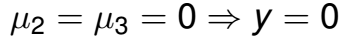 μ₂ = μ₃ = 0 ⇒ y = 0